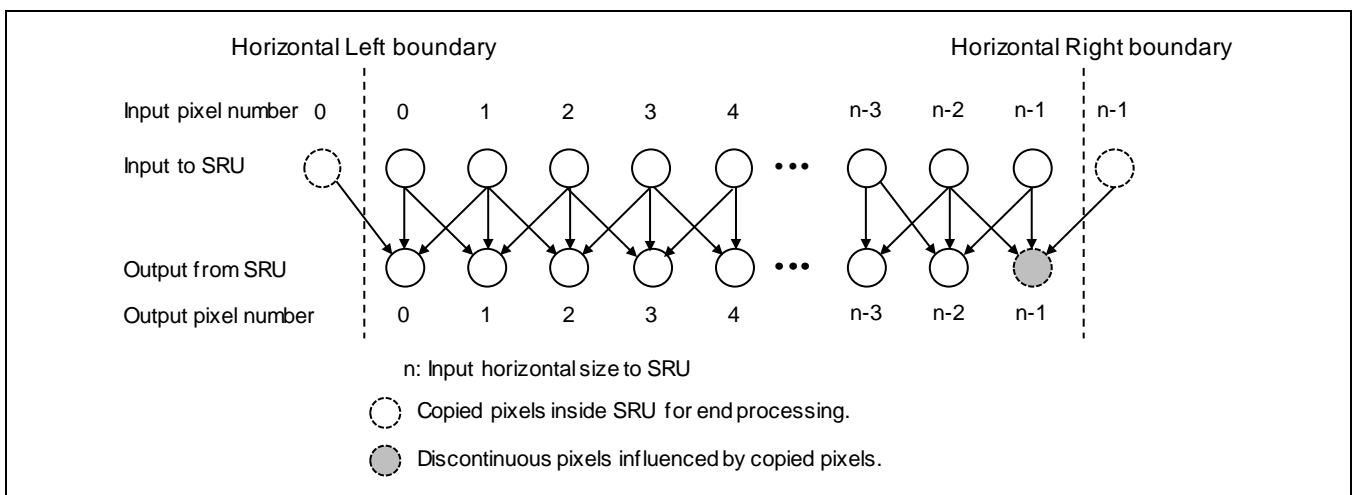 Horizontal Left boundary Horizontal Right boundary
Input pixel number 0 0 1 2 3 4 n-3 n-2 n-1 n-1
Input to SRU •••
Output from SRU •••
Output pixel number 0 1 2 3 4 n-3 n-2 n-1
n: Input horizontal size to SRU
Copied pixels inside SRU for end processing.
Discontinuous pixels influenced by copied pixels.